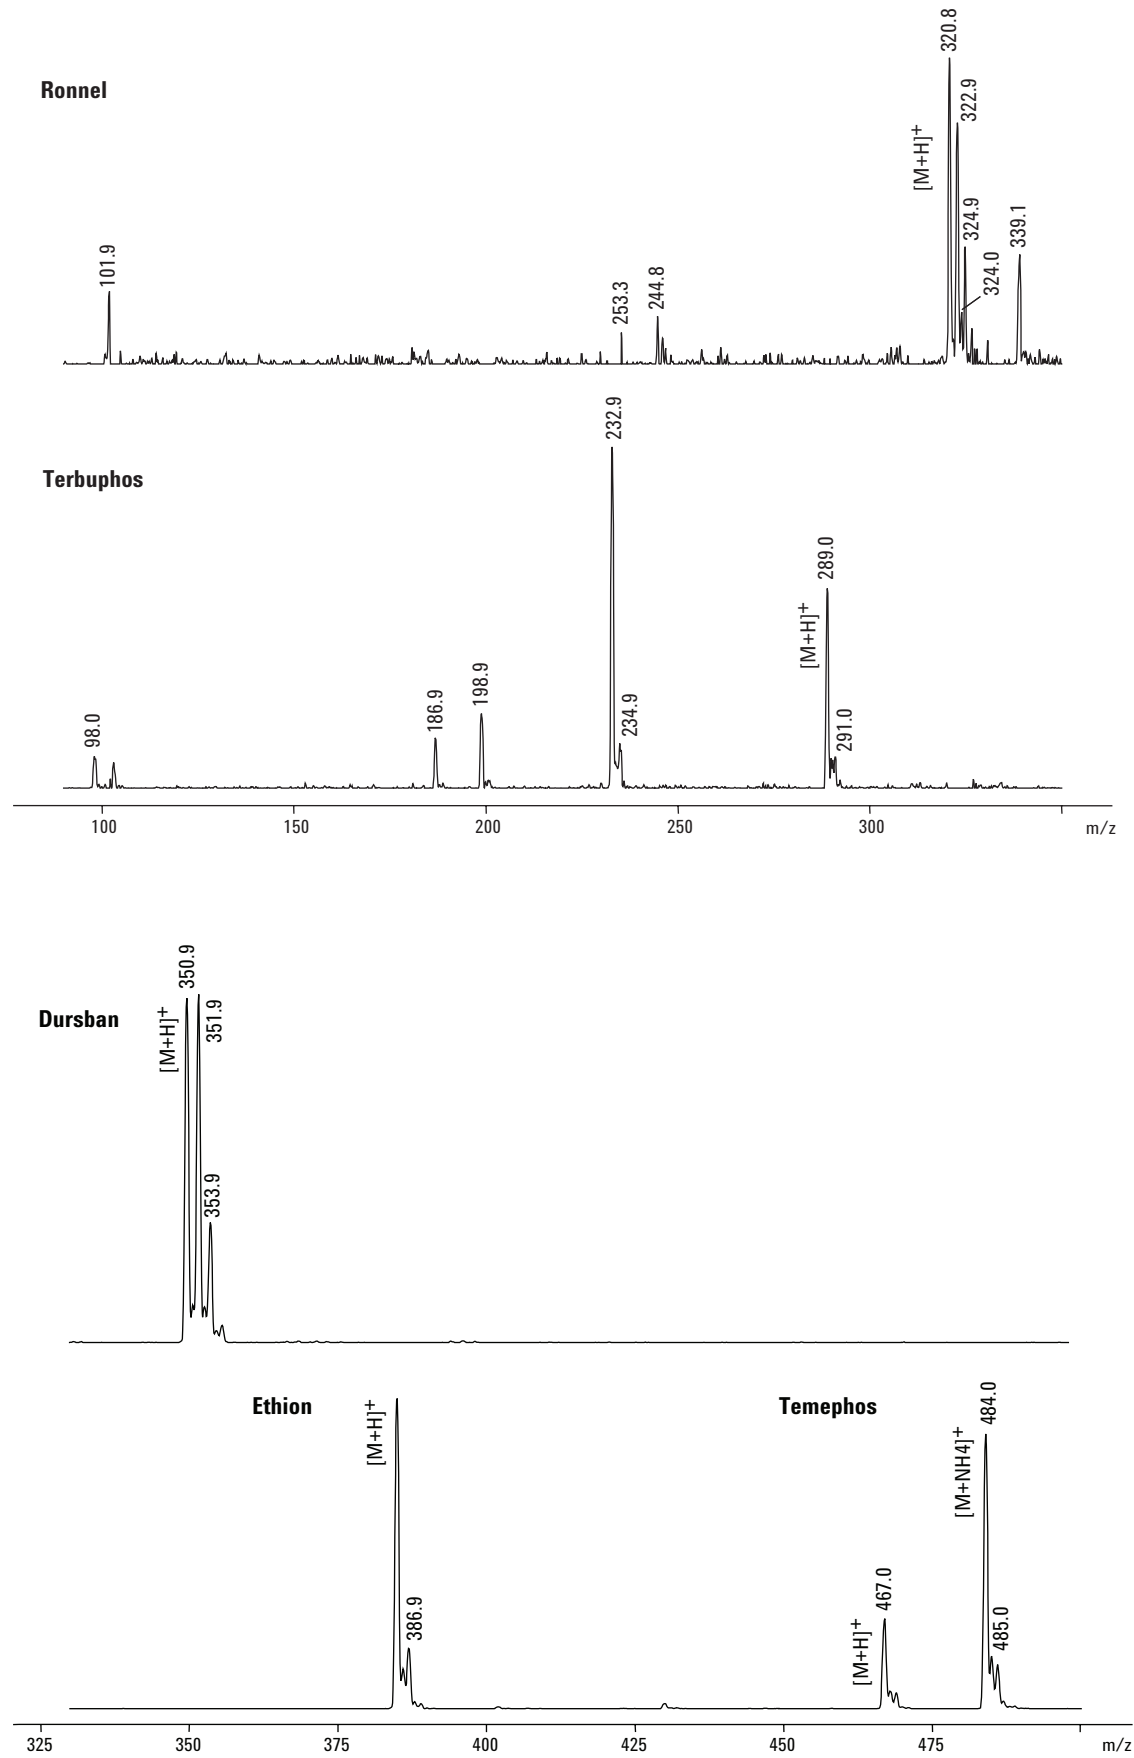 Ronnel
101.9
253.3
244.8
[M+H]+
320.8
322.9
324.9
324.0
339.1
Terbuphos
98.0
186.9
198.9
232.9
234.9
[M+H]+
289.0
291.0
100 150 200 250 300 m/z
Dursban
[M+H]+
350.9
351.9
353.9
Ethion
[M+H]+
386.9
Temephos
[M+H]+
467.0
[M+NH4]+
484.0
485.0
325 350 375 400 425 450 475 m/z